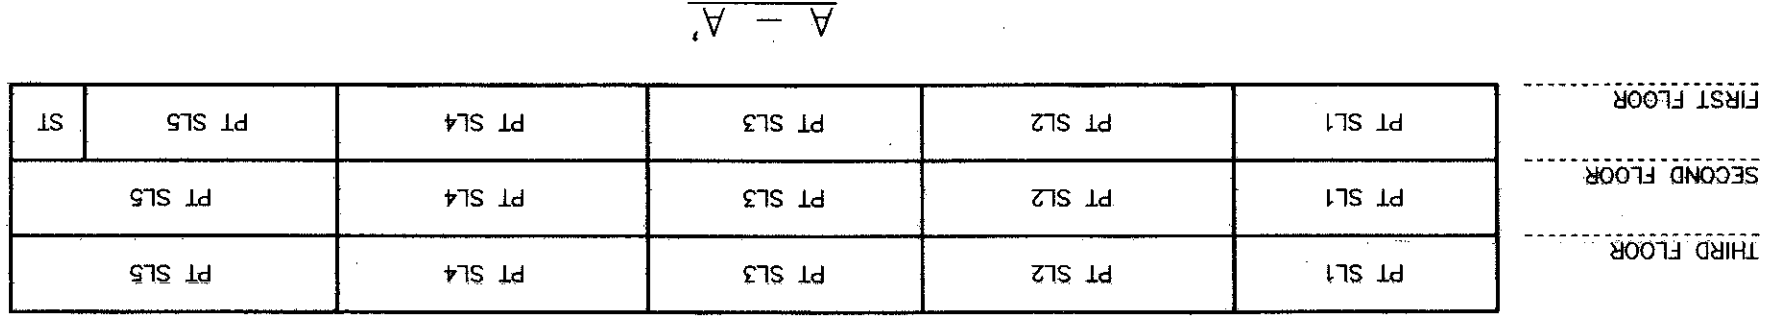 THIRD FLOOR PT SL1 PT SL2 PT SL3 PT SL4 PT SL5
SECOND FLOOR PT SL1 PT SL2 PT SL3 PT SL4 PT SL5
FIRST FLOOR PT SL1 PT SL2 PT SL3 PT SL4 PT SL5 ST
A - A'